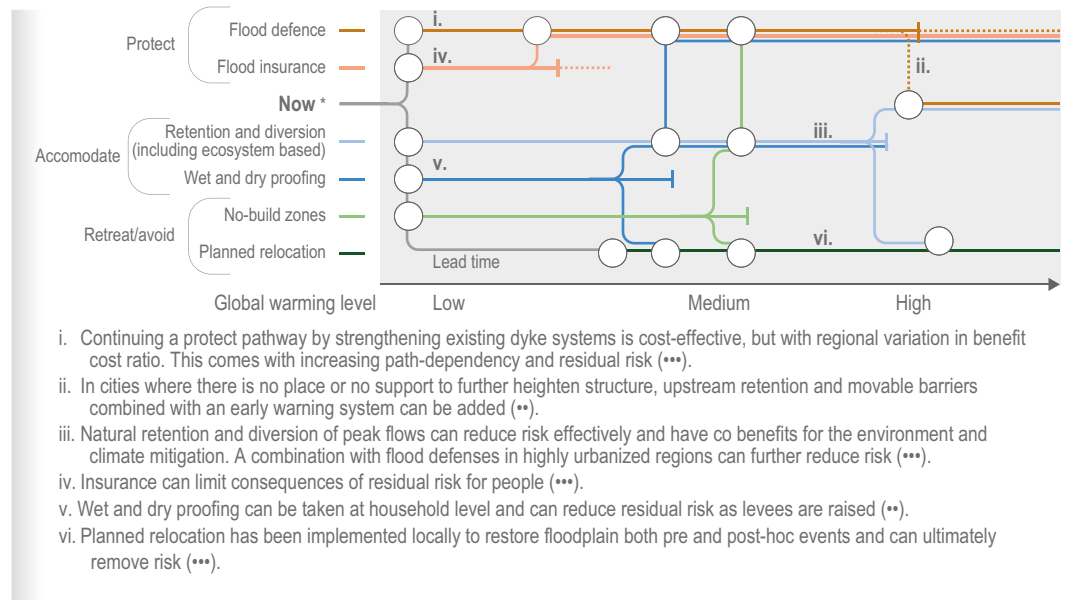 Protect
Flood defence
i.
Flood insurance
iv.
ii.
Now *
Accomodate
Retention and diversion
(including ecosystem based)
iii.
v.
Wet and dry proofing
Retreat/avoid
No-build zones
Planned relocation
vi.
Lead time
Global warming level
Low
Medium
High
i. Continuing a protect pathway by strengthening existing dyke systems is cost-effective, but with regional variation in benefit
cost ratio. This comes with increasing path-dependency and residual risk (•••).
ii. In cities where there is no place or no support to further heighten structure, upstream retention and movable barriers
combined with an early warning system can be added (••).
iii. Natural retention and diversion of peak flows can reduce risk effectively and have co benefits for the environment and
climate mitigation. A combination with flood defenses in highly urbanized regions can further reduce risk (•••).
iv. Insurance can limit consequences of residual risk for people (•••).
v. Wet and dry proofing can be taken at household level and can reduce residual risk as levees are raised (••).
vi. Planned relocation has been implemented locally to restore floodplain both pre and post-hoc events and can ultimately
remove risk (•••).